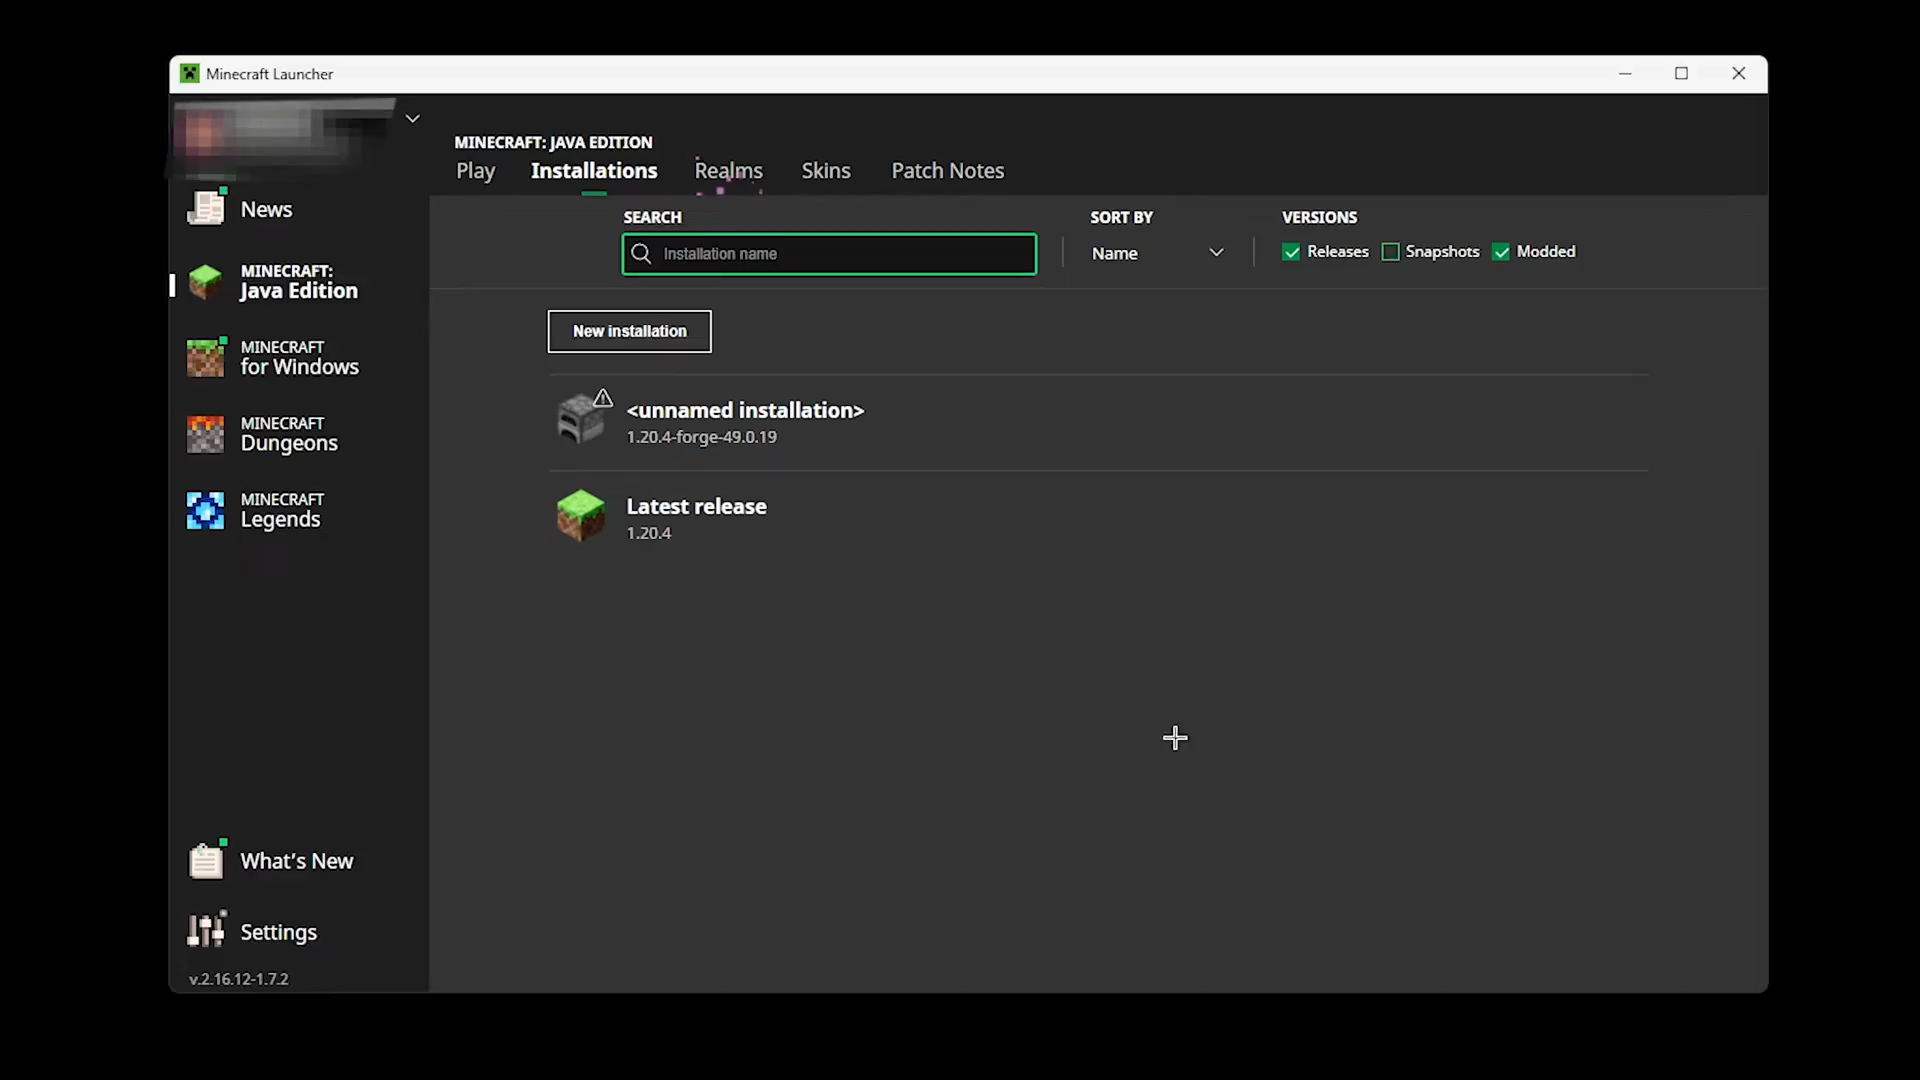 Minecraft Launcher
MINECRAFT: JAVA EDITION
Play Installations Realms Skins Patch Notes
News
MINECRAFT:
Java Edition
MINECRAFT
for Windows
MINECRAFT
Dungeons
MINECRAFT
Legends
What's New
Settings
v.2.16.12-1.7.2
SEARCH SORT BY VERSIONS
Installation name Name Releases Snapshots Modded
New installation
<unnamed installation>
1.20.4-forge-49.0.19
Latest release
1.20.4